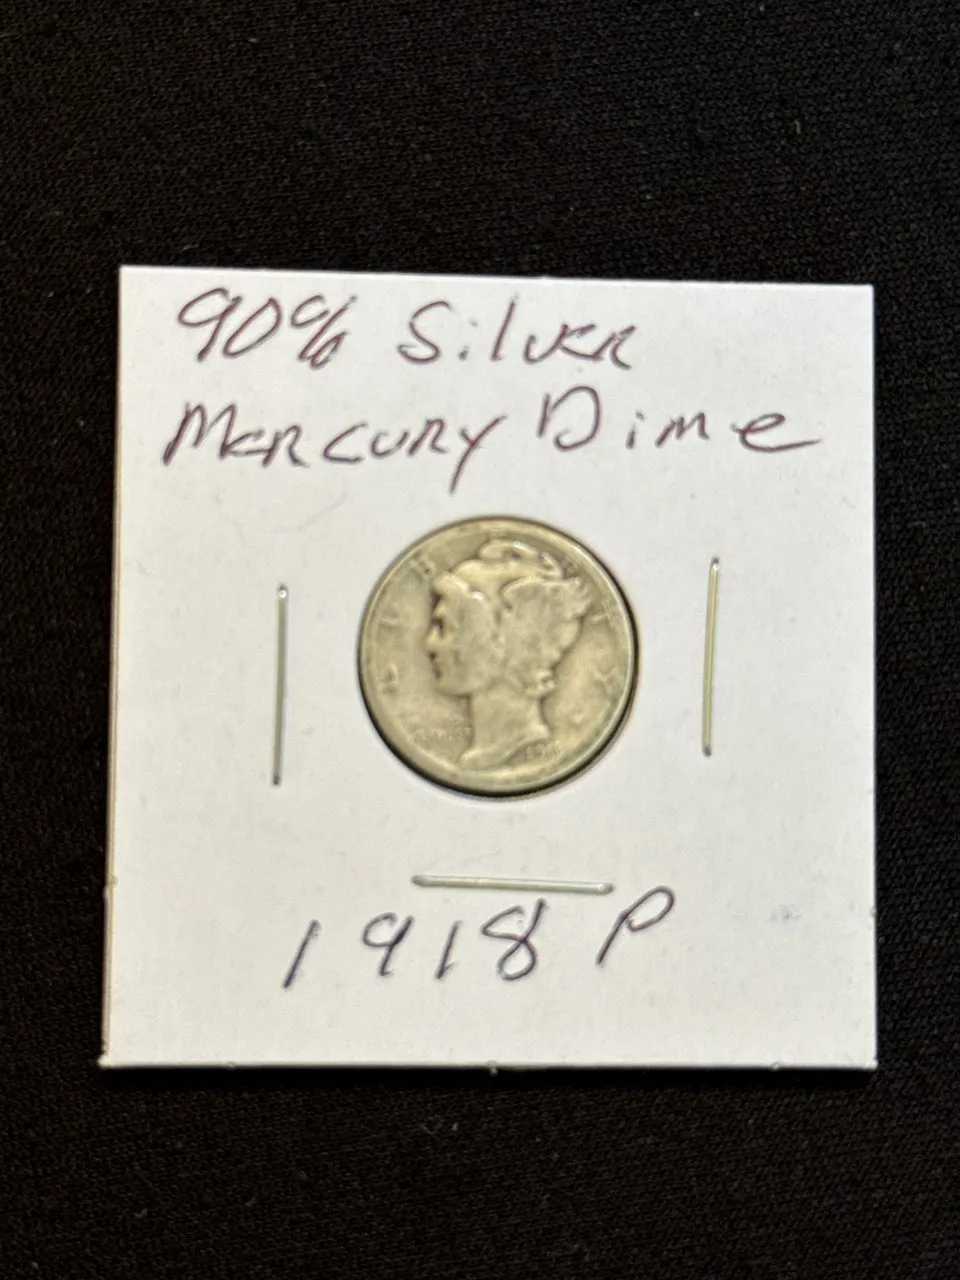 90% Silver
Mercury Dime
1918 P